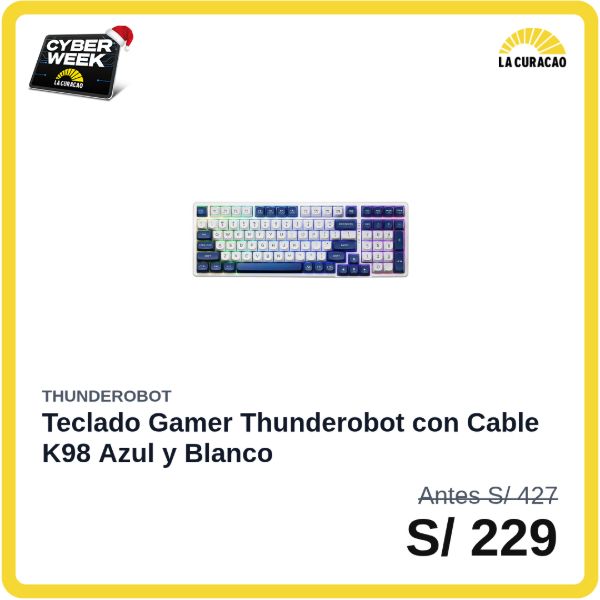 CYBER
WEEK
LA CURACAO
LA CURACAO
THUNDEROBOT
Teclado Gamer Thunderobot con Cable
K98 Azul y Blanco
Antes S/ 427
S/ 229